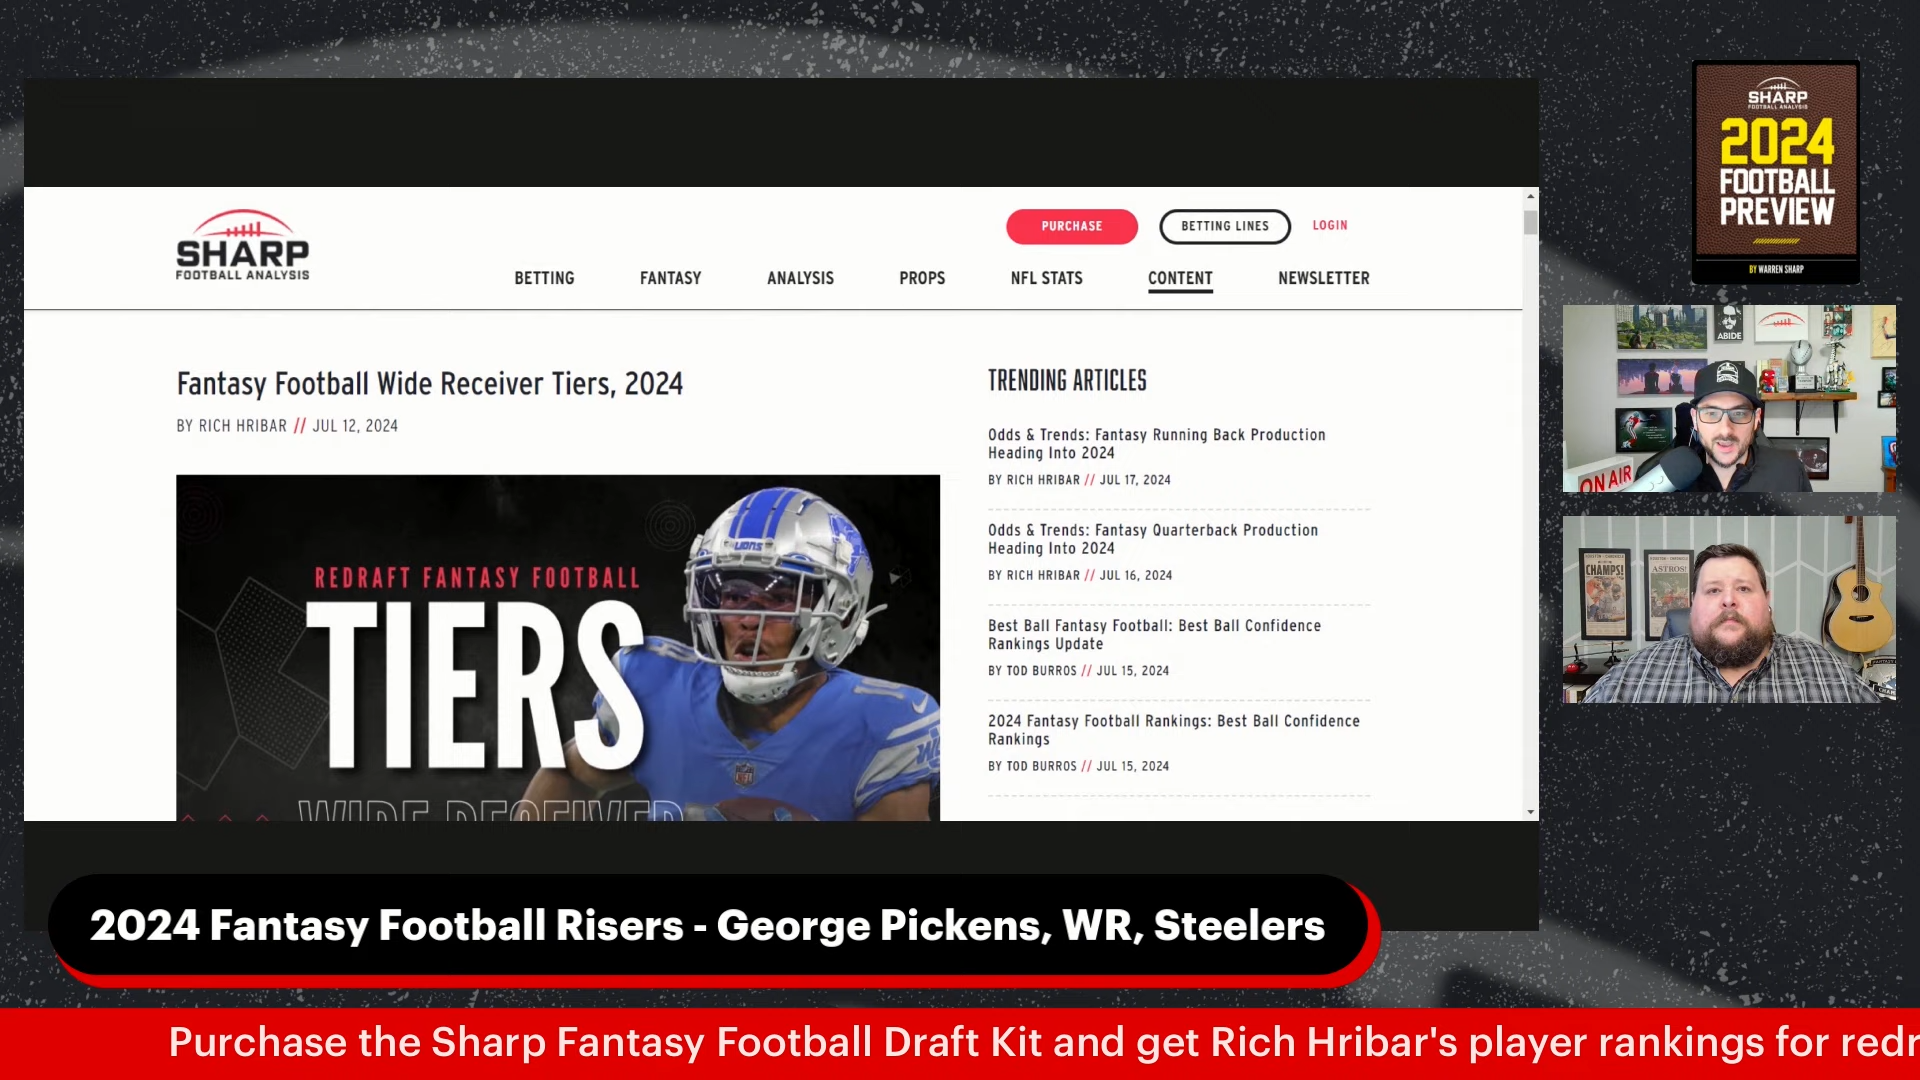 SHARP
FOOTBALL ANALYSIS
PURCHASE
BETTING LINES
LOGIN
BETTING
FANTASY
ANALYSIS
PROPS
NFL STATS
CONTENT
NEWSLETTER
Fantasy Football Wide Receiver Tiers, 2024
BY RICH HRIBAR // JUL 12, 2024
LIONS
REDRAFT FANTASY FOOTBALL
TIERS
WIDE RECEIVER
NFL
TRENDING ARTICLES
Odds & Trends: Fantasy Running Back Production
Heading Into 2024
BY RICH HRIBAR // JUL 17, 2024
Odds & Trends: Fantasy Quarterback Production
Heading Into 2024
BY RICH HRIBAR // JUL 16, 2024
Best Ball Fantasy Football: Best Ball Confidence
Rankings Update
BY TOD BURROS // JUL 15, 2024
2024 Fantasy Football Rankings: Best Ball Confidence
Rankings
BY TOD BURROS // JUL 15, 2024
SHARP
FOOTBALL ANALYSIS
2024
FOOTBALL
PREVIEW
BY WARREN SHARP
ABIDE
ON AIR
CHAMPS!
ASTROS!
2024 Fantasy Football Risers - George Pickens, WR, Steelers
Purchase the Sharp Fantasy Football Draft Kit and get Rich Hribar's player rankings for redr